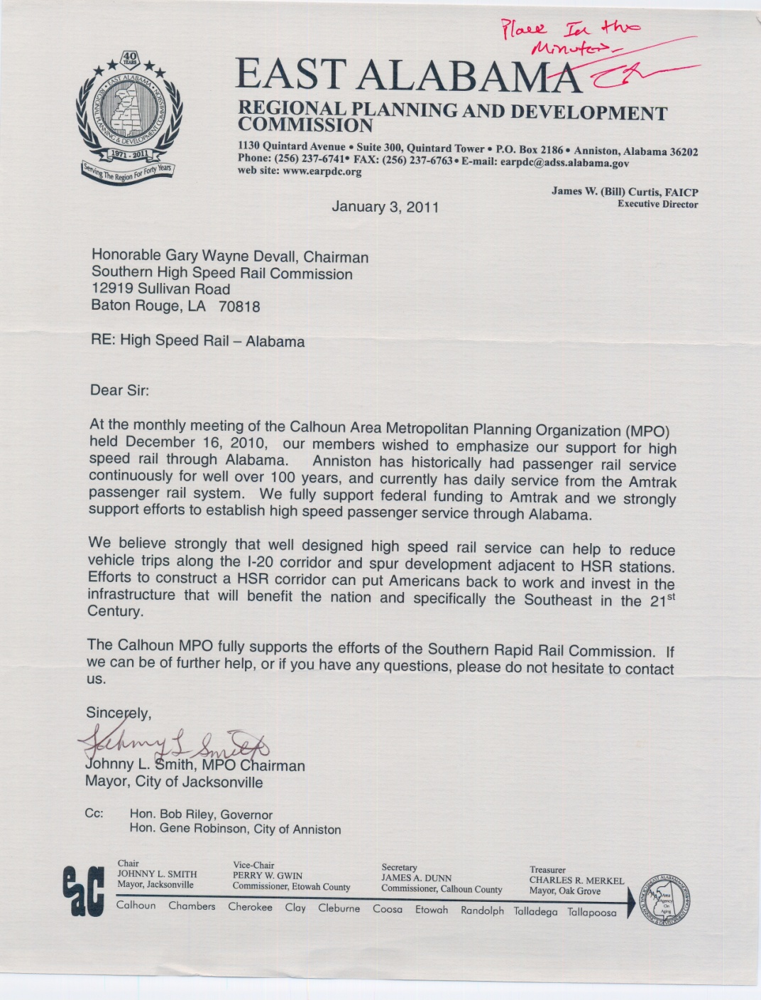 Place In the
Minutes
40
YEARS
EAST ALABAMA
REGIONAL PLANNING & DEVELOPMENT COMMISSION
1971 - 2011
Serving The Region For Forty Years
EAST ALABAMA
REGIONAL PLANNING AND DEVELOPMENT
COMMISSION
1130 Quintard Avenue • Suite 300, Quintard Tower • P.O. Box 2186 • Anniston, Alabama 36202
Phone: (256) 237-6741• FAX: (256) 237-6763 • E-mail: earpdc@adss.alabama.gov
web site: www.earpdc.org
James W. (Bill) Curtis, FAICP
Executive Director
January 3, 2011
Honorable Gary Wayne Devall, Chairman
Southern High Speed Rail Commission
12919 Sullivan Road
Baton Rouge, LA 70818
RE: High Speed Rail – Alabama
Dear Sir:
At the monthly meeting of the Calhoun Area Metropolitan Planning Organization (MPO)
held December 16, 2010, our members wished to emphasize our support for high
speed rail through Alabama. Anniston has historically had passenger rail service
continuously for well over 100 years, and currently has daily service from the Amtrak
passenger rail system. We fully support federal funding to Amtrak and we strongly
support efforts to establish high speed passenger service through Alabama.
We believe strongly that well designed high speed rail service can help to reduce
vehicle trips along the I-20 corridor and spur development adjacent to HSR stations.
Efforts to construct a HSR corridor can put Americans back to work and invest in the
infrastructure that will benefit the nation and specifically the Southeast in the 21st
Century.
The Calhoun MPO fully supports the efforts of the Southern Rapid Rail Commission. If
we can be of further help, or if you have any questions, please do not hesitate to contact
us.
Sincerely,
Johnny L Smith
Johnny L. Smith, MPO Chairman
Mayor, City of Jacksonville
Cc: Hon. Bob Riley, Governor
Hon. Gene Robinson, City of Anniston
eac
Chair
JOHNNY L. SMITH
Mayor, Jacksonville
Vice-Chair
PERRY W. GWIN
Commissioner, Etowah County
Secretary
JAMES A. DUNN
Commissioner, Calhoun County
Treasurer
CHARLES R. MERKEL
Mayor, Oak Grove
Calhoun Chambers Cherokee Clay Cleburne Coosa Etowah Randolph Talladega Tallapoosa
Area
Agency
On
Aging